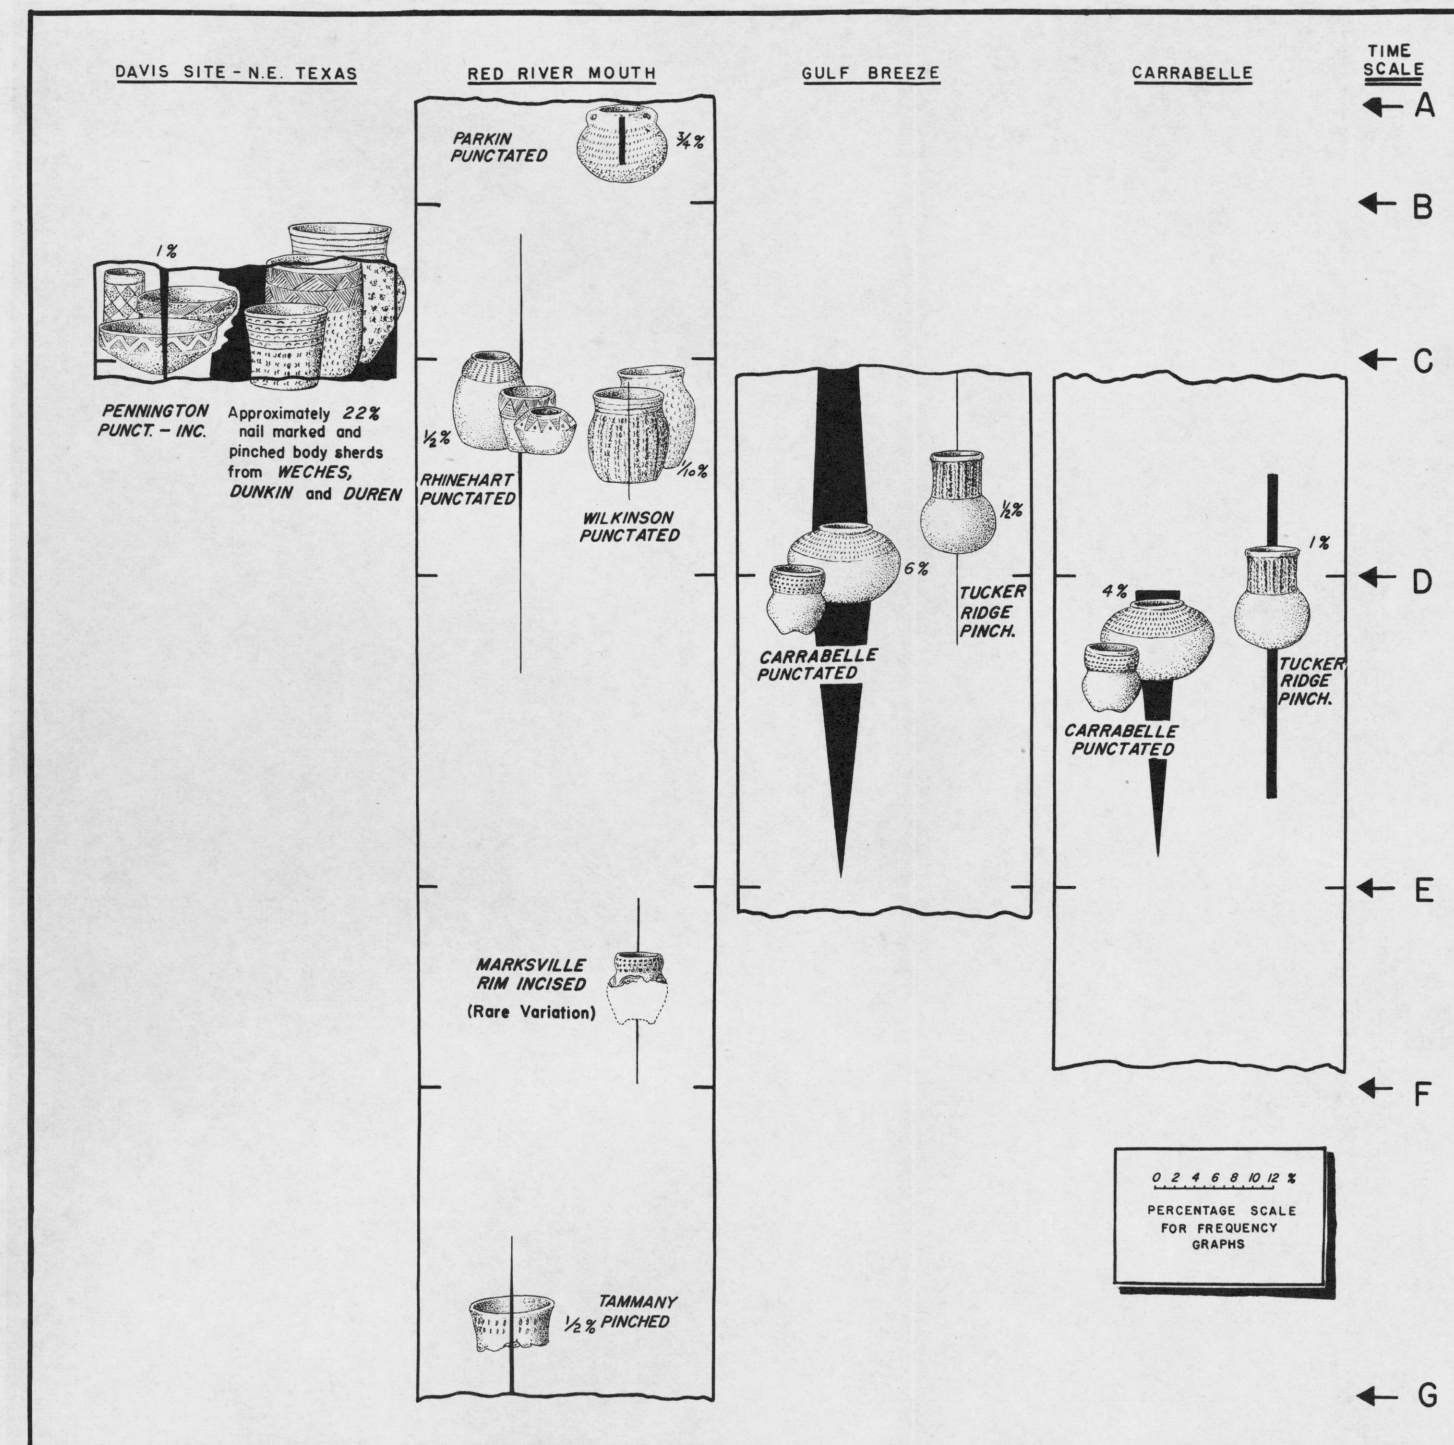 DAVIS SITE - N.E. TEXAS
RED RIVER MOUTH
GULF BREEZE
CARRABELLE
TIME
SCALE
A
B
C
D
E
F
G
1%
PENNINGTON
PUNCT. - INC.
Approximately 22%
nail marked and
pinched body sherds
from WECHES,
DUNKIN and DUREN
PARKIN
PUNCTATED
3/4%
1/2%
RHINEHART
PUNCTATED
1/10%
WILKINSON
PUNCTATED
MARKSVILLE
RIM INCISED
(Rare Variation)
TAMMANY
PINCHED
1/2%
6%
CARRABELLE
PUNCTATED
1/2%
TUCKER
RIDGE
PINCH.
4%
CARRABELLE
PUNCTATED
1%
TUCKER
RIDGE
PINCH.
0 2 4 6 8 10 12 %
PERCENTAGE SCALE
FOR FREQUENCY
GRAPHS